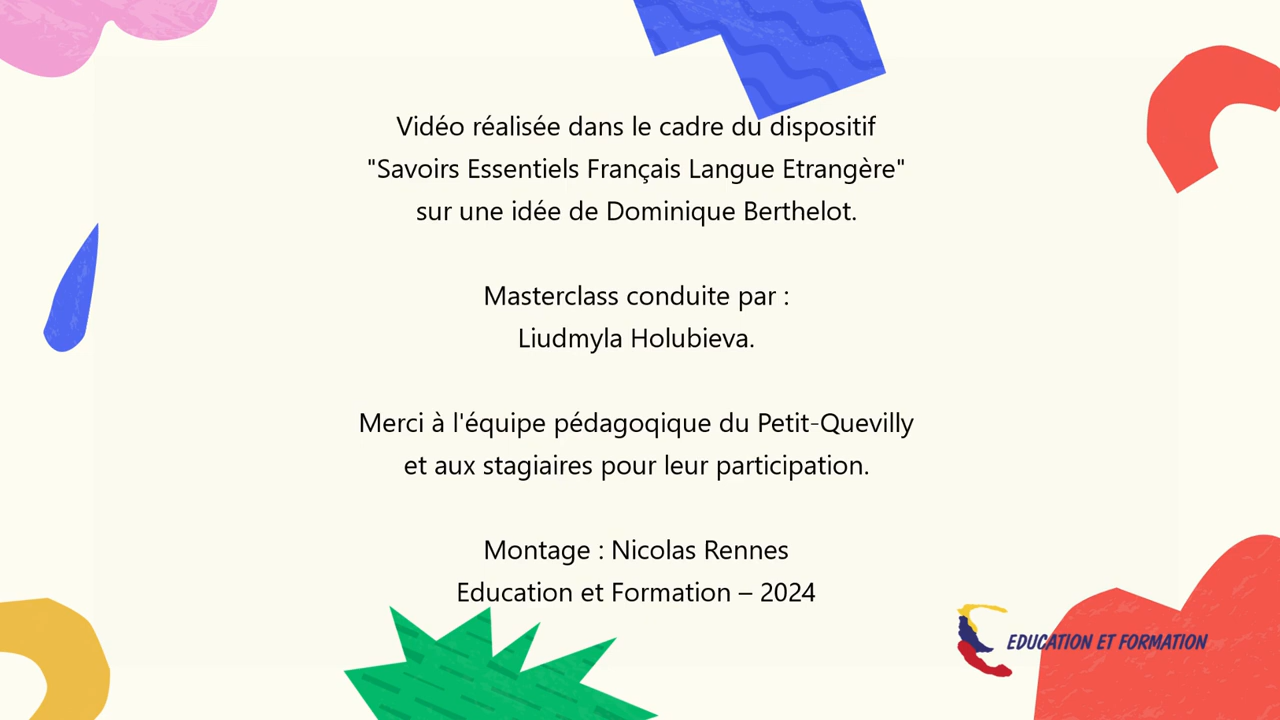 Vidéo réalisée dans le cadre du dispositif
"Savoirs Essentiels Français Langue Etrangère"
sur une idée de Dominique Berthelot.
Masterclass conduite par :
Liudmyla Holubieva.
Merci à l'équipe pédagoqique du Petit-Quevilly
et aux stagiaires pour leur participation.
Montage : Nicolas Rennes
Education et Formation – 2024
EDUCATION ET FORMATION